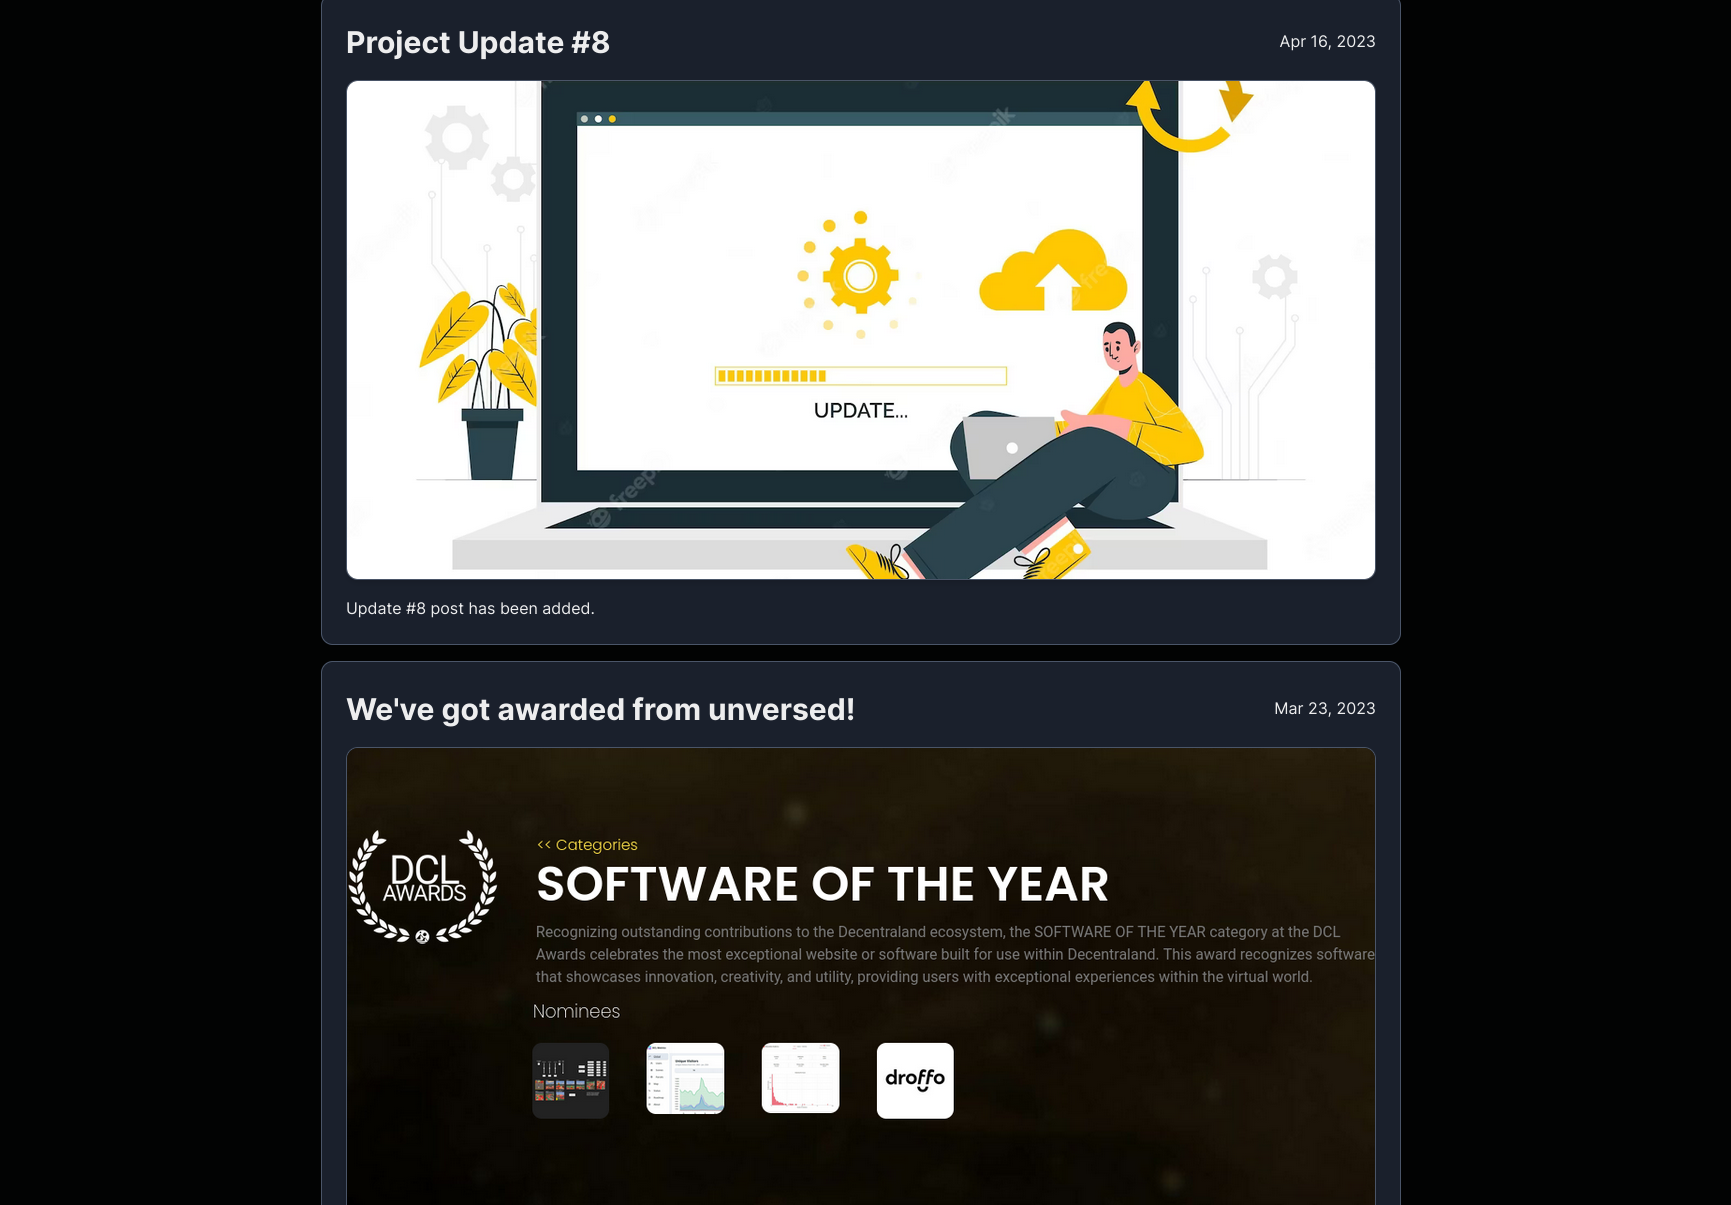 Project Update #8
Apr 16, 2023
UPDATE...
freepik
Update #8 post has been added.
We've got awarded from unversed!
Mar 23, 2023
DCL
AWARDS
<< Categories
SOFTWARE OF THE YEAR
Recognizing outstanding contributions to the Decentraland ecosystem, the SOFTWARE OF THE YEAR category at the DCL
Awards celebrates the most exceptional website or software built for use within Decentraland. This award recognizes software
that showcases innovation, creativity, and utility, providing users with exceptional experiences within the virtual world.
Nominees
droffo